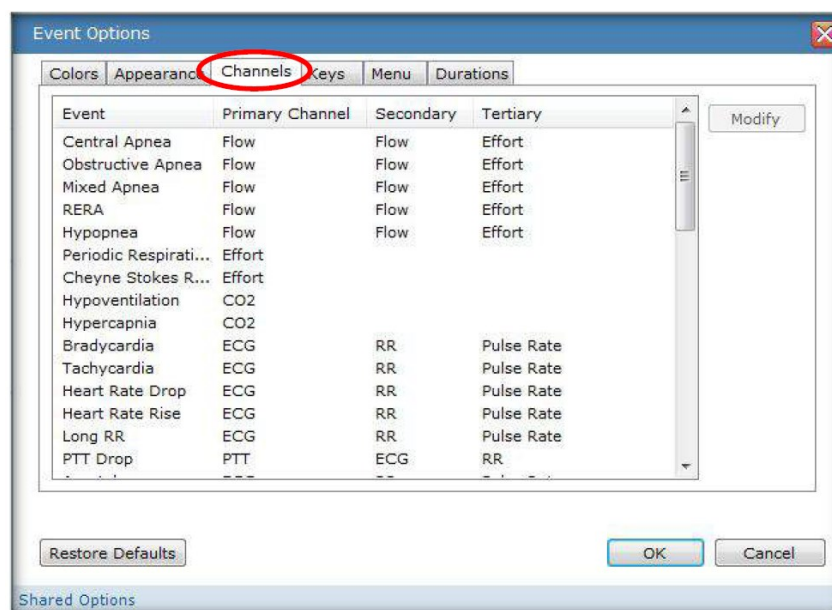 Event Options
Colors Appearance Channels Keys Menu Durations
Event Primary Channel Secondary Tertiary
Modify
Central Apnea Flow Flow Effort
Obstructive Apnea Flow Flow Effort
Mixed Apnea Flow Flow Effort
RERA Flow Flow Effort
Hypopnea Flow Flow Effort
Periodic Respirati... Effort
Cheyne Stokes R... Effort
Hypoventilation CO2
Hypercapnia CO2
Bradycardia ECG RR Pulse Rate
Tachycardia ECG RR Pulse Rate
Heart Rate Drop ECG RR Pulse Rate
Heart Rate Rise ECG RR Pulse Rate
Long RR ECG RR Pulse Rate
PTT Drop PTT ECG RR
Restore Defaults OK Cancel
Shared Options